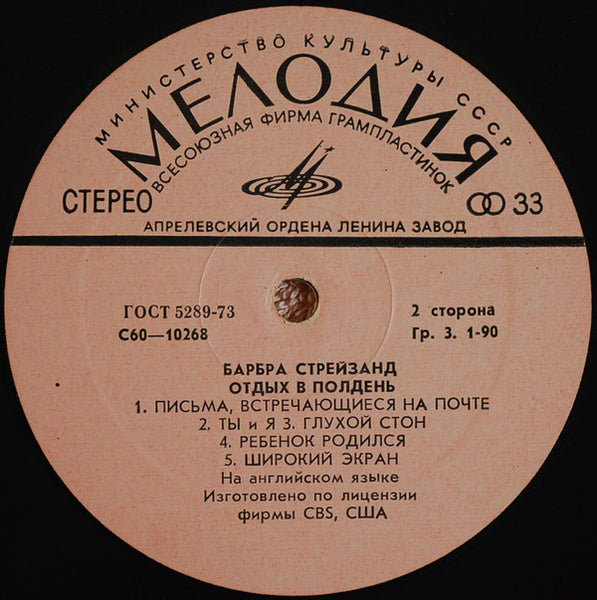 МИНИСТЕРСТВО КУЛЬТУРЫ СССР
МЕЛОДИЯ
ВСЕСОЮЗНАЯ ФИРМА ГРАМПЛАСТИНОК
СТЕРЕО
33
АПРЕЛЕВСКИЙ ОРДЕНА ЛЕНИНА ЗАВОД
ГОСТ 5289-73
2 сторона
С60—10268
Гр. 3. 1-90
БАРБРА СТРЕЙЗАНД
ОТДЫХ В ПОЛДЕНЬ
1. ПИСЬМА, ВСТРЕЧАЮЩИЕСЯ НА ПОЧТЕ
2. ТЫ и Я 3. ГЛУХОЙ СТОН
4. РЕБЕНОК РОДИЛСЯ
5. ШИРОКИЙ ЭКРАН
На английском языке
Изготовлено по лицензии
фирмы CBS, США